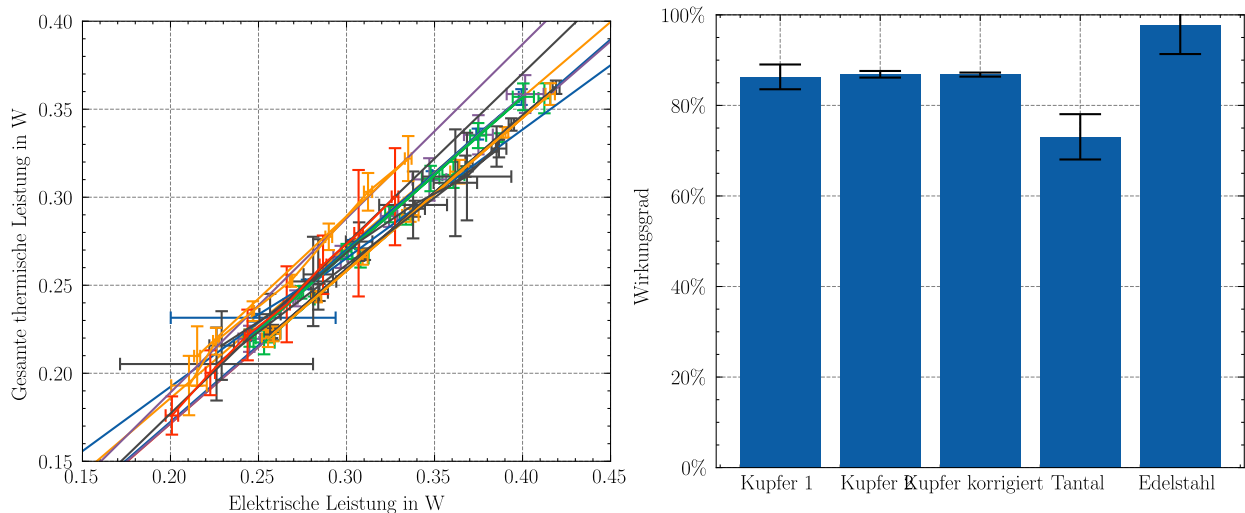 0.40
0.35
0.30
0.25
0.20
0.15
Gesamte thermische Leistung in W
0.15 0.20 0.25 0.30 0.35 0.40 0.45
Elektrische Leistung in W
100%
80%
60%
40%
20%
0%
Wirkungsgrad
Kupfer 1 Kupfer 2 Kupfer korrigiert Tantal Edelstahl